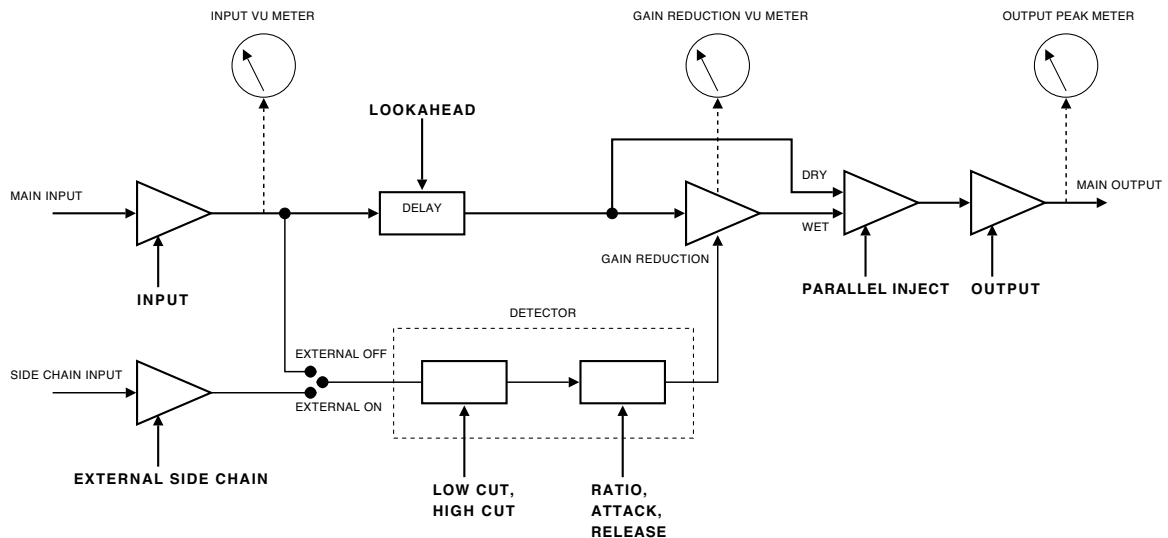 INPUT VU METER
GAIN REDUCTION VU METER
OUTPUT PEAK METER
LOOKAHEAD
MAIN INPUT
DELAY
DRY
MAIN OUTPUT
WET
GAIN REDUCTION
INPUT
PARALLEL INJECT
OUTPUT
DETECTOR
EXTERNAL OFF
SIDE CHAIN INPUT
EXTERNAL ON
EXTERNAL SIDE CHAIN
LOW CUT,
HIGH CUT
RATIO,
ATTACK,
RELEASE